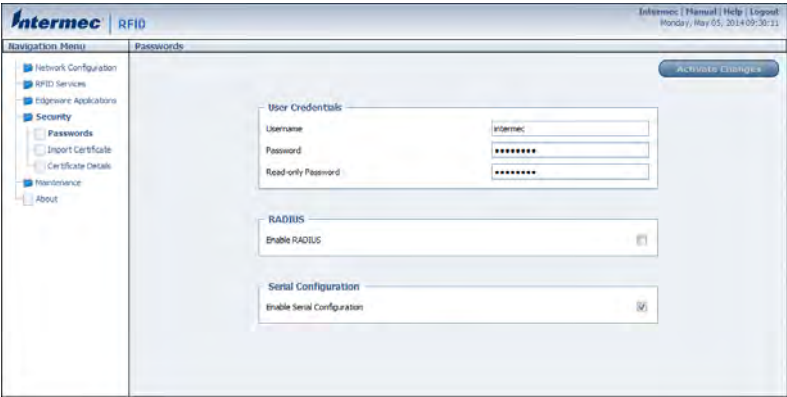 Intermec RFID
Intermec | Manual | Help | Logout
Monday, May 05, 2014 09:30:11
Navigation Menu
Passwords
Network Configuration
RFID Services
Edgeware Applications
Security
Passwords
Import Certificate
Certificate Details
Maintenance
About
Activate Changes
User Credentials
Username intermec
Password ••••••••
Read-only Password ••••••••
RADIUS
Enable RADIUS
Serial Configuration
Enable Serial Configuration